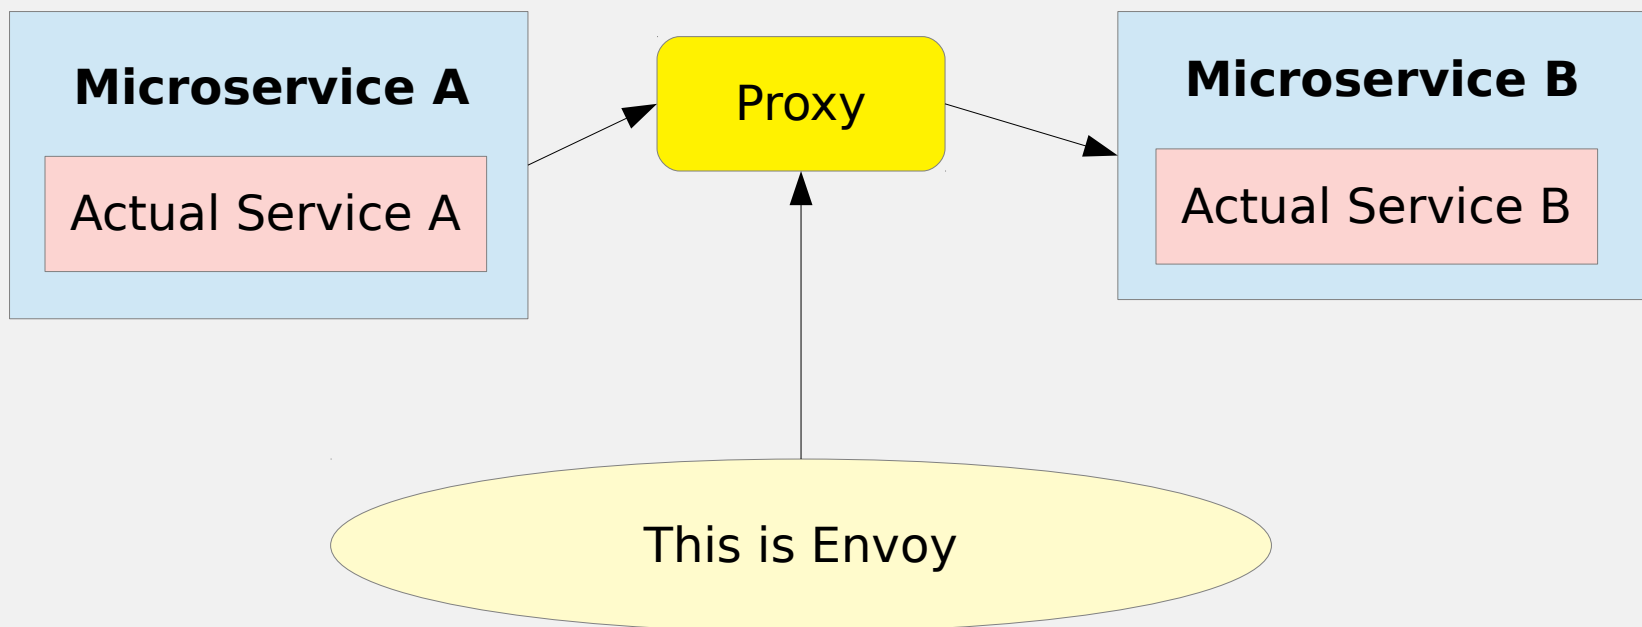 Microservice A
Actual Service A
Proxy
Microservice B
Actual Service B
This is Envoy